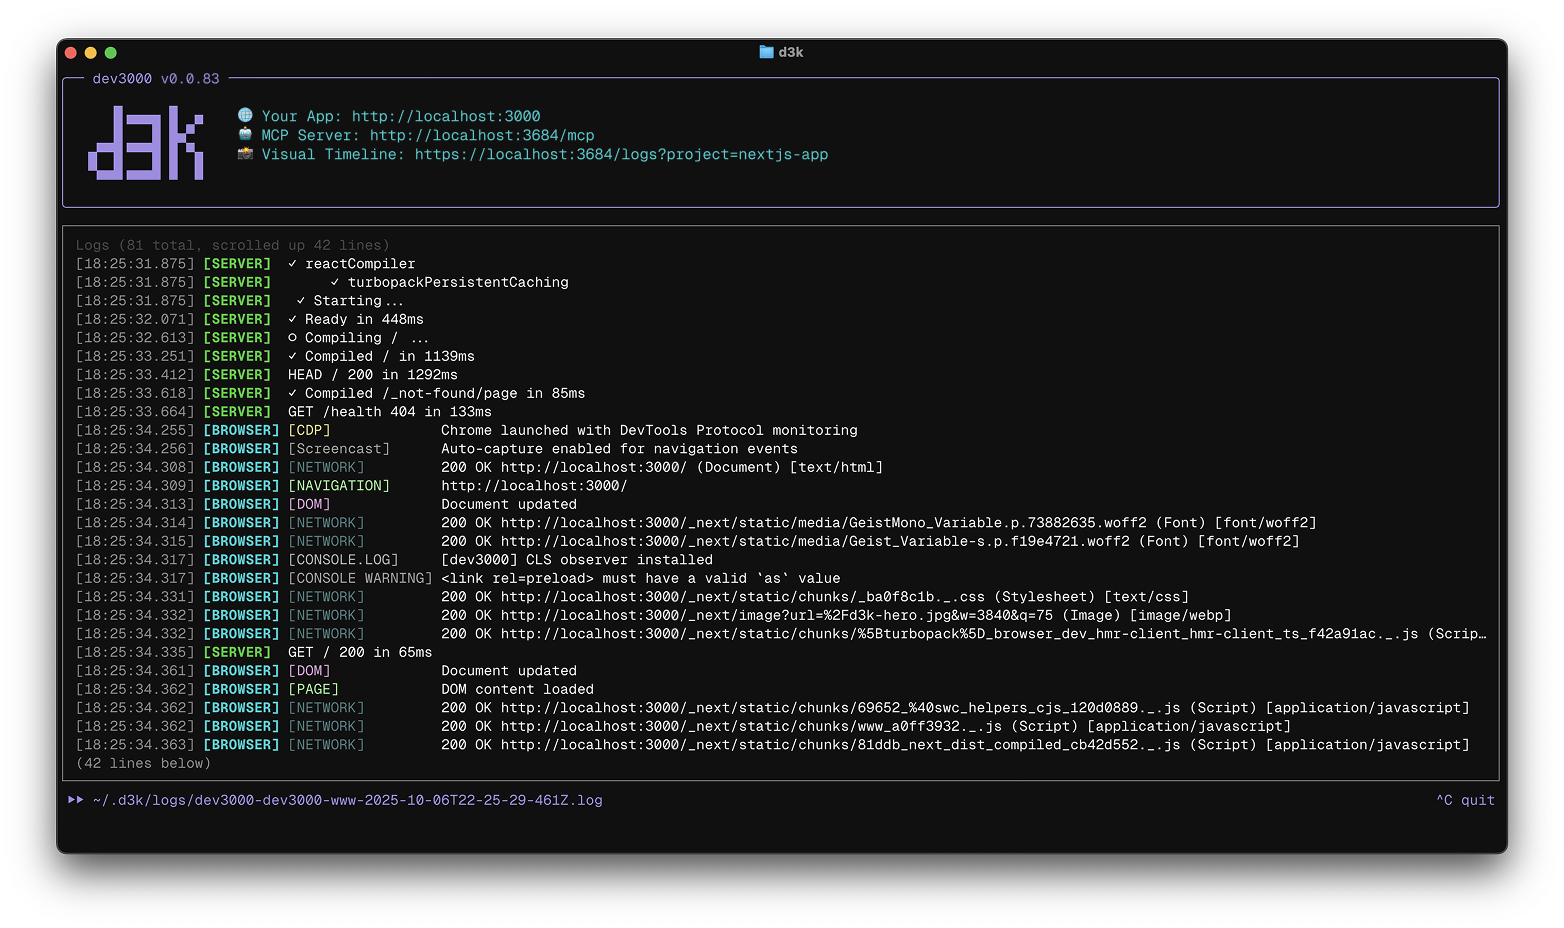 d3k
dev3000 v0.0.83
d3k
Your App: http://localhost:3000
MCP Server: http://localhost:3684/mcp
Visual Timeline: https://localhost:3684/logs?project=nextjs-app
Logs (81 total, scrolled up 42 lines)
[18:25:31.875] [SERVER] ✓ reactCompiler
[18:25:31.875] [SERVER] ✓ turbopackPersistentCaching
[18:25:31.875] [SERVER] ✓ Starting...
[18:25:32.071] [SERVER] ✓ Ready in 448ms
[18:25:32.613] [SERVER] ○ Compiling / ...
[18:25:33.251] [SERVER] ✓ Compiled / in 1139ms
[18:25:33.412] [SERVER] HEAD / 200 in 1292ms
[18:25:33.618] [SERVER] ✓ Compiled /_not-found/page in 85ms
[18:25:33.664] [SERVER] GET /health 404 in 133ms
[18:25:34.255] [BROWSER] [CDP] Chrome launched with DevTools Protocol monitoring
[18:25:34.256] [BROWSER] [Screencast] Auto-capture enabled for navigation events
[18:25:34.308] [BROWSER] [NETWORK] 200 OK http://localhost:3000/ (Document) [text/html]
[18:25:34.309] [BROWSER] [NAVIGATION] http://localhost:3000/
[18:25:34.313] [BROWSER] [DOM] Document updated
[18:25:34.314] [BROWSER] [NETWORK] 200 OK http://localhost:3000/_next/static/media/GeistMono_Variable.p.73882635.woff2 (Font) [font/woff2]
[18:25:34.315] [BROWSER] [NETWORK] 200 OK http://localhost:3000/_next/static/media/Geist_Variable-s.p.f19e4721.woff2 (Font) [font/woff2]
[18:25:34.317] [BROWSER] [CONSOLE.LOG] [dev3000] CLS observer installed
[18:25:34.317] [BROWSER] [CONSOLE WARNING] <link rel=preload> must have a valid `as` value
[18:25:34.331] [BROWSER] [NETWORK] 200 OK http://localhost:3000/_next/static/chunks/_ba0f8c1b._.css (Stylesheet) [text/css]
[18:25:34.332] [BROWSER] [NETWORK] 200 OK http://localhost:3000/_next/image?url=%2Fd3k-hero.jpg&w=3840&q=75 (Image) [image/webp]
[18:25:34.332] [BROWSER] [NETWORK] 200 OK http://localhost:3000/_next/static/chunks/%5Bturbopack%5D_browser_dev_hmr-client_hmr-client_ts_f42a91ac._.js (Scrip…
[18:25:34.335] [SERVER] GET / 200 in 65ms
[18:25:34.361] [BROWSER] [DOM] Document updated
[18:25:34.362] [BROWSER] [PAGE] DOM content loaded
[18:25:34.362] [BROWSER] [NETWORK] 200 OK http://localhost:3000/_next/static/chunks/69652_%40swc_helpers_cjs_120d0889._.js (Script) [application/javascript]
[18:25:34.362] [BROWSER] [NETWORK] 200 OK http://localhost:3000/_next/static/chunks/www_a0ff3932._.js (Script) [application/javascript]
[18:25:34.363] [BROWSER] [NETWORK] 200 OK http://localhost:3000/_next/static/chunks/81ddb_next_dist_compiled_cb42d552._.js (Script) [application/javascript]
(42 lines below)
~/.d3k/logs/dev3000-dev3000-www-2025-10-06T22-25-29-461Z.log
^C quit